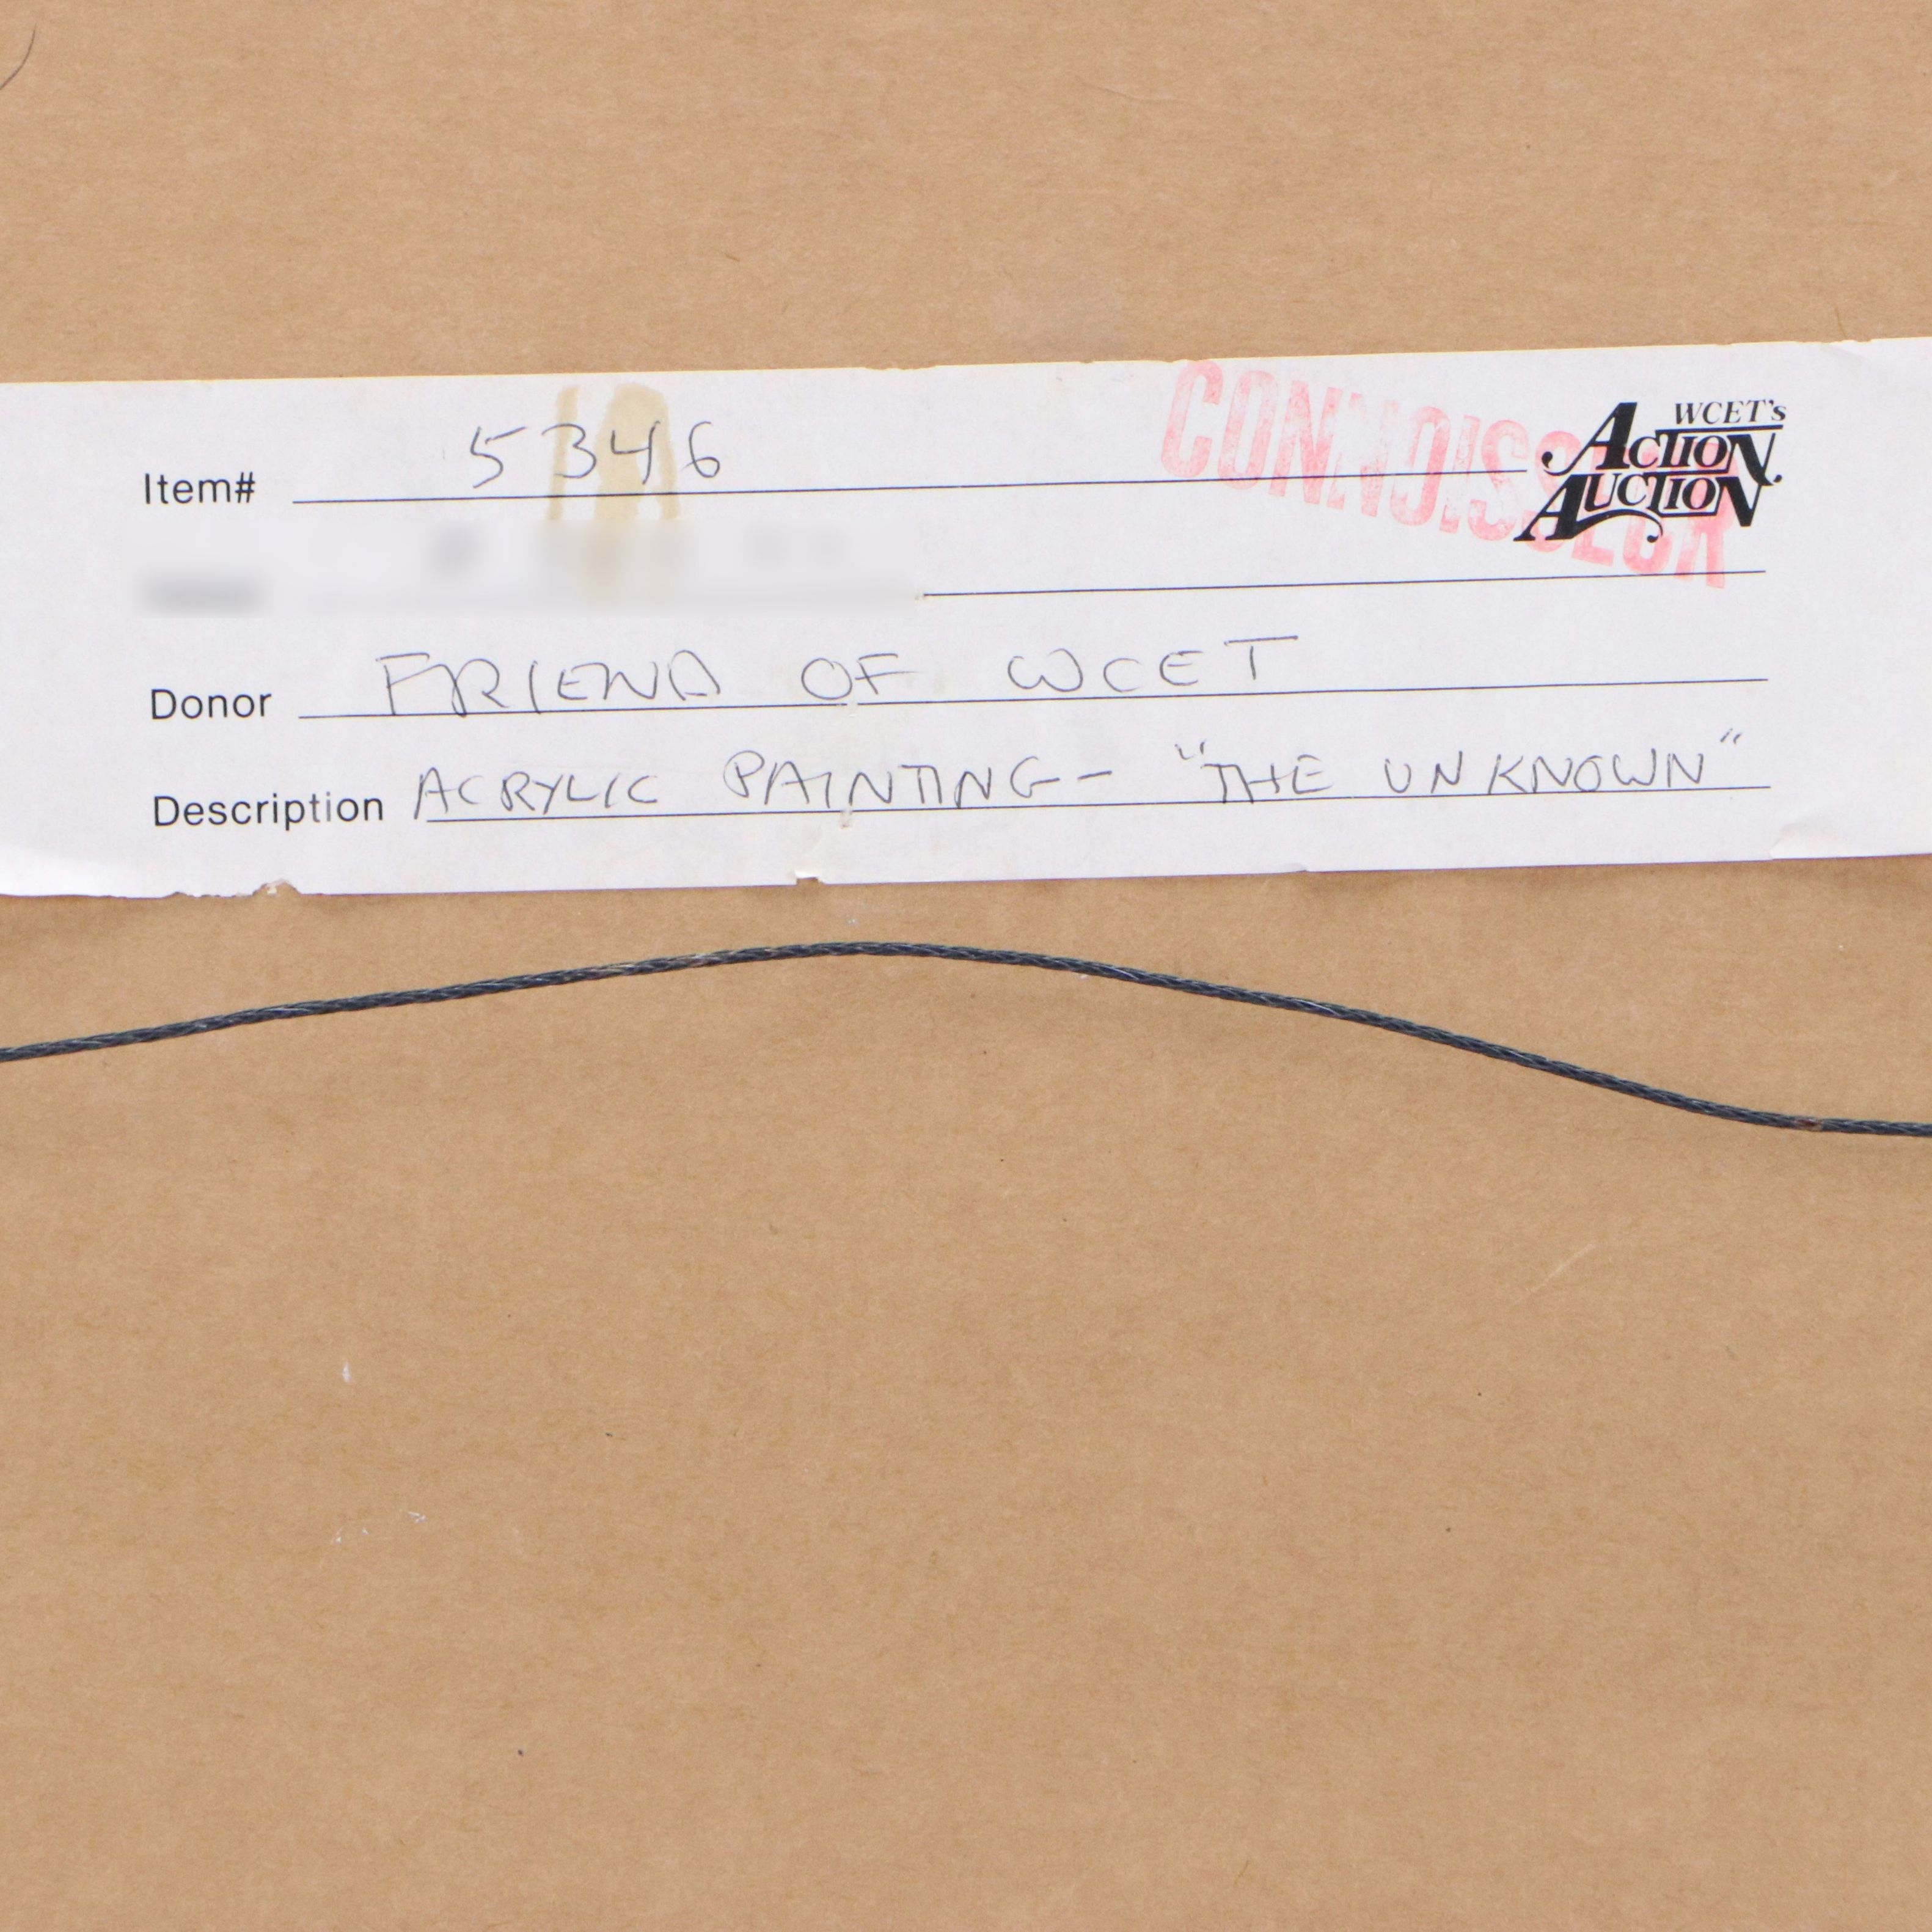 CONNOISSEUR
WCET's
ACTION
AUCTION
Item# 5346
Donor FRIEND OF WCET
Description ACRYLIC PAINTING- "THE UNKNOWN"